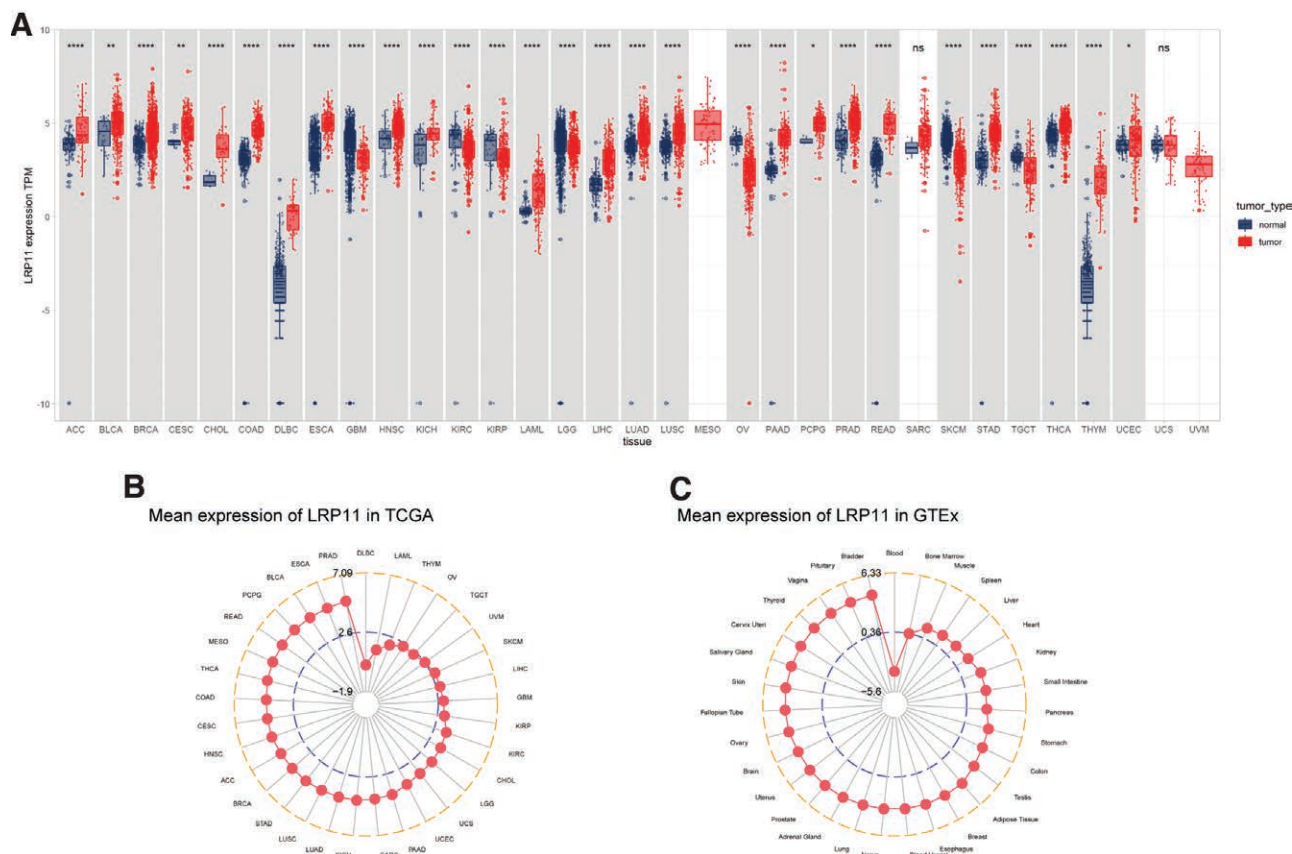 A
**** ** **** ** **** **** **** **** **** **** **** **** **** **** **** **** **** **** **** **** * **** **** ns **** **** **** **** **** * ns
10
5
0
-5
-10
LRP11 expression TPM
ACC BLCA BRCA CESC CHOL COAD DLBC ESCA GBM HNSC KICH KIRC KIRP LAML LGG LIHC LUAD LUSC MESO OV PAAD PCPG PRAD READ SARC SKCM STAD TGCT THCA THYM UCEC UCS UVM
tissue
tumor_type
normal
tumor
B
Mean expression of LRP11 in TCGA
7.09
2.6
−1.9
DLBC
LAML
THYM
OV
TGCT
UVM
SKCM
LIHC
GBM
KIRP
KIRC
CHOL
LGG
UCS
UCEC
PAAD
LUAD
LUSC
STAD
BRCA
ACC
HNSC
CESC
COAD
THCA
MESO
READ
PCPG
BLCA
ESCA
PRAD
C
Mean expression of LRP11 in GTEx
6.33
0.36
−5.6
Blood
Bone Marrow
Muscle
Spleen
Liver
Heart
Kidney
Small Intestine
Pancreas
Stomach
Colon
Testis
Adipose Tissue
Breast
Esophagus
Lung
Adrenal Gland
Prostate
Uterus
Brain
Ovary
Fallopian Tube
Skin
Salivary Gland
Cervix Uteri
Thyroid
Vagina
Pituitary
Bladder